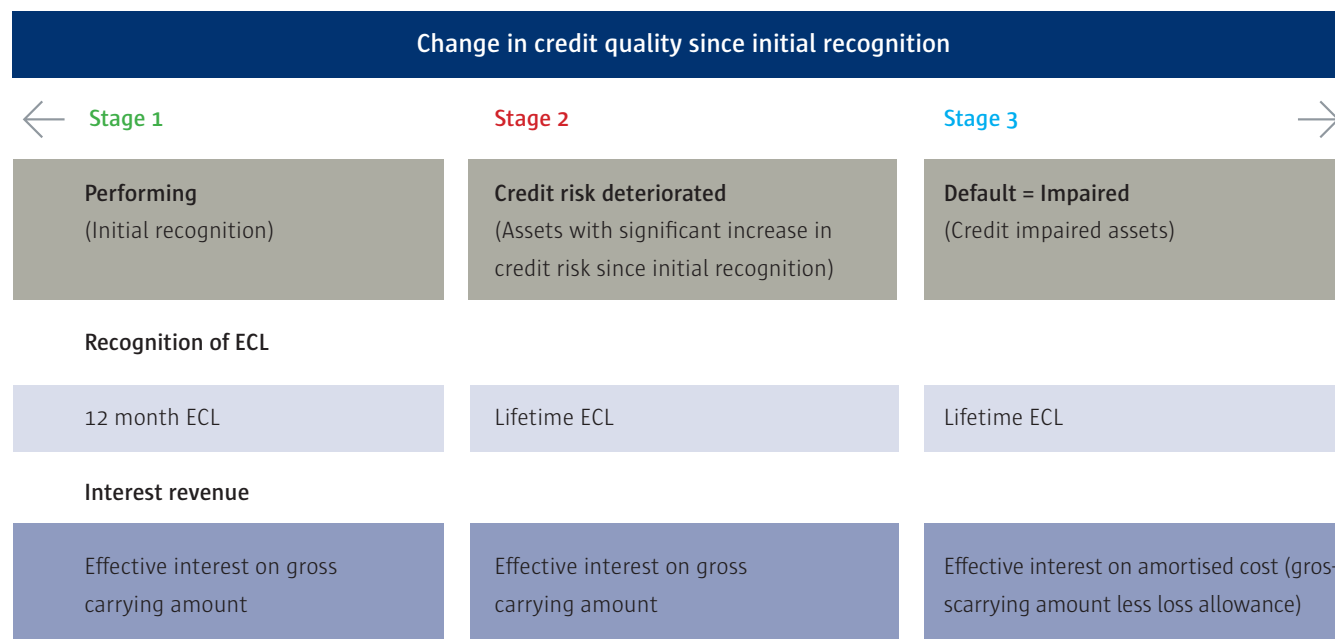 Change in credit quality since initial recognition
Stage 1
Stage 2
Stage 3
Performing
(Initial recognition)
Credit risk deteriorated
(Assets with significant increase in
credit risk since initial recognition)
Default = Impaired
(Credit impaired assets)
Recognition of ECL
12 month ECL
Lifetime ECL
Lifetime ECL
Interest revenue
Effective interest on gross
carrying amount
Effective interest on gross
carrying amount
Effective interest on amortised cost (gros-
scarrying amount less loss allowance)